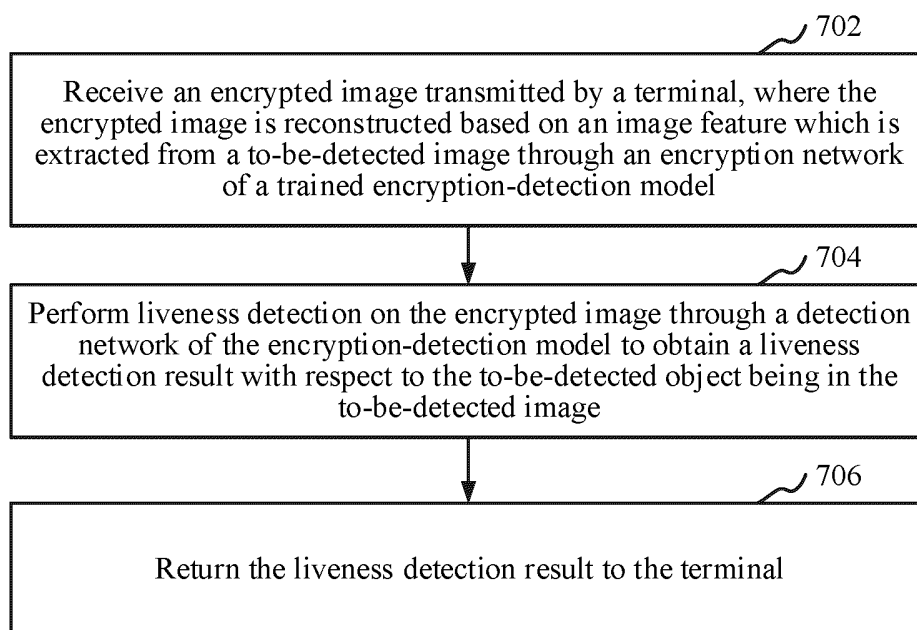 702
Receive an encrypted image transmitted by a terminal, where the
encrypted image is reconstructed based on an image feature which is
extracted from a to-be-detected image through an encryption network
of a trained encryption-detection model
704
Perform liveness detection on the encrypted image through a detection
network of the encryption-detection model to obtain a liveness
detection result with respect to the to-be-detected object being in the
to-be-detected image
706
Return the liveness detection result to the terminal